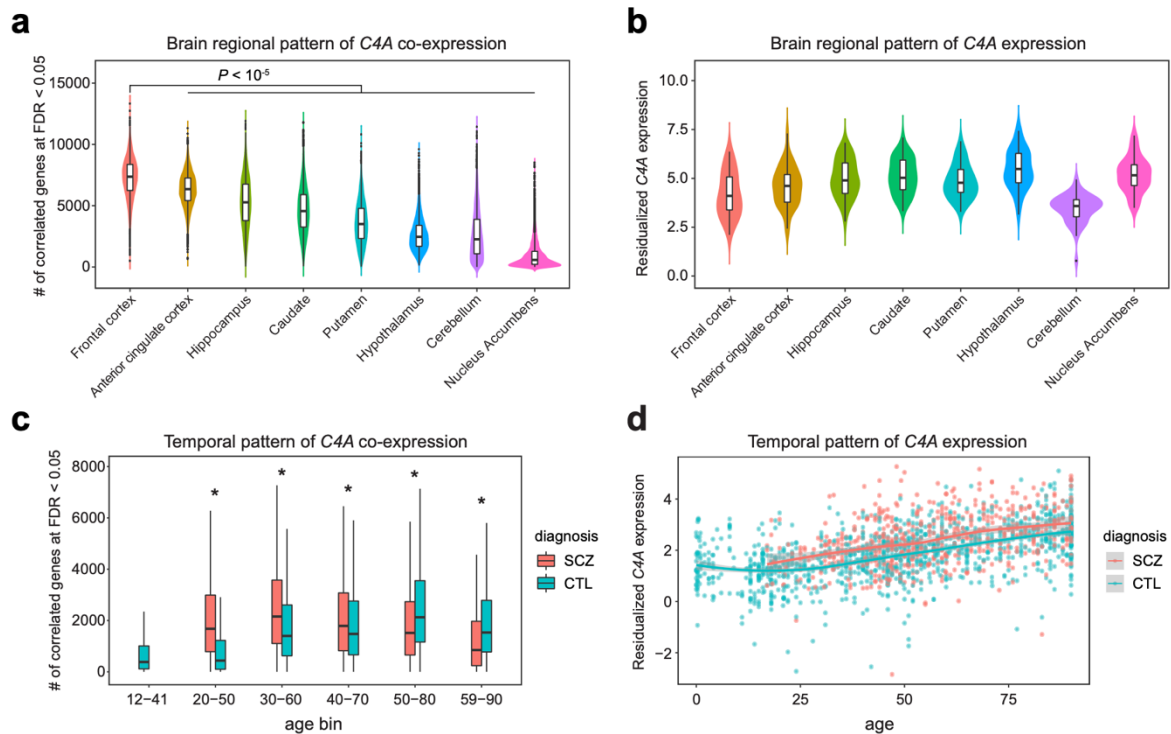 a
Brain regional pattern of C4A co-expression
# of correlated genes at FDR < 0.05
15000
10000
5000
0
P < 10⁻⁵
Frontal cortex
Anterior cingulate cortex
Hippocampus
Caudate
Putamen
Hypothalamus
Cerebellum
Nucleus Accumbens
b
Brain regional pattern of C4A expression
Residualized C4A expression
10.0
7.5
5.0
2.5
0.0
Frontal cortex
Anterior cingulate cortex
Hippocampus
Caudate
Putamen
Hypothalamus
Cerebellum
Nucleus Accumbens
c
Temporal pattern of C4A co-expression
# of correlated genes at FDR < 0.05
8000
6000
4000
2000
0
* * * * *
12−41 20−50 30−60 40−70 50−80 59−90
age bin
diagnosis
SCZ
CTL
d
Temporal pattern of C4A expression
Residualized C4A expression
4
2
0
−2
0 25 50 75
age
diagnosis
SCZ
CTL